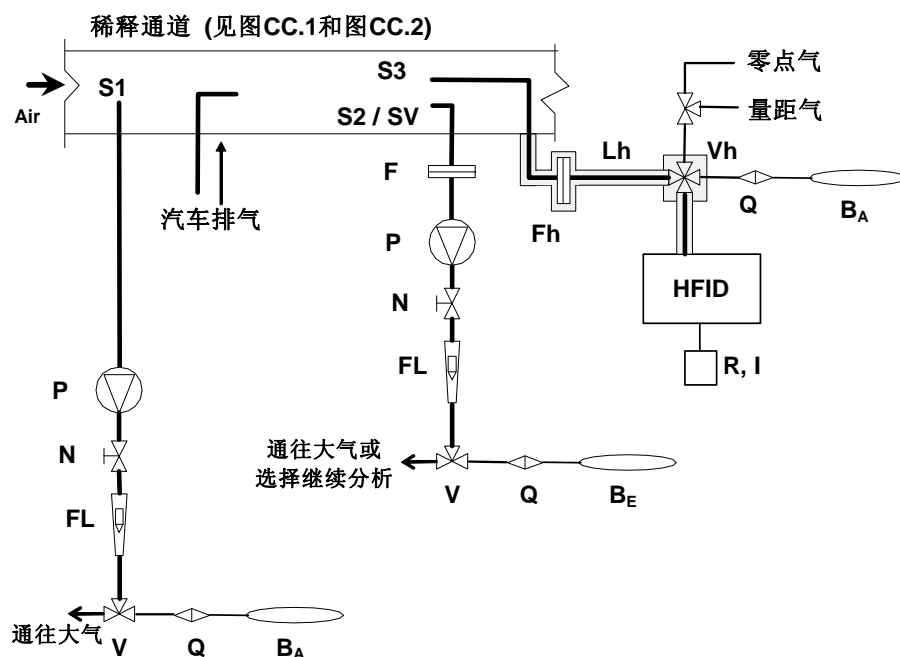 稀释通道 (见图CC.1和图CC.2)
零点气
S3
S1
量距气
Air
S2 / SV
Lh
Vh
F
汽车排气
Q
BA
Fh
P
HFID
N
FL
R, I
P
通往大气或
选择继续分析
N
V
Q
BE
FL
通往大气
V
Q
BA